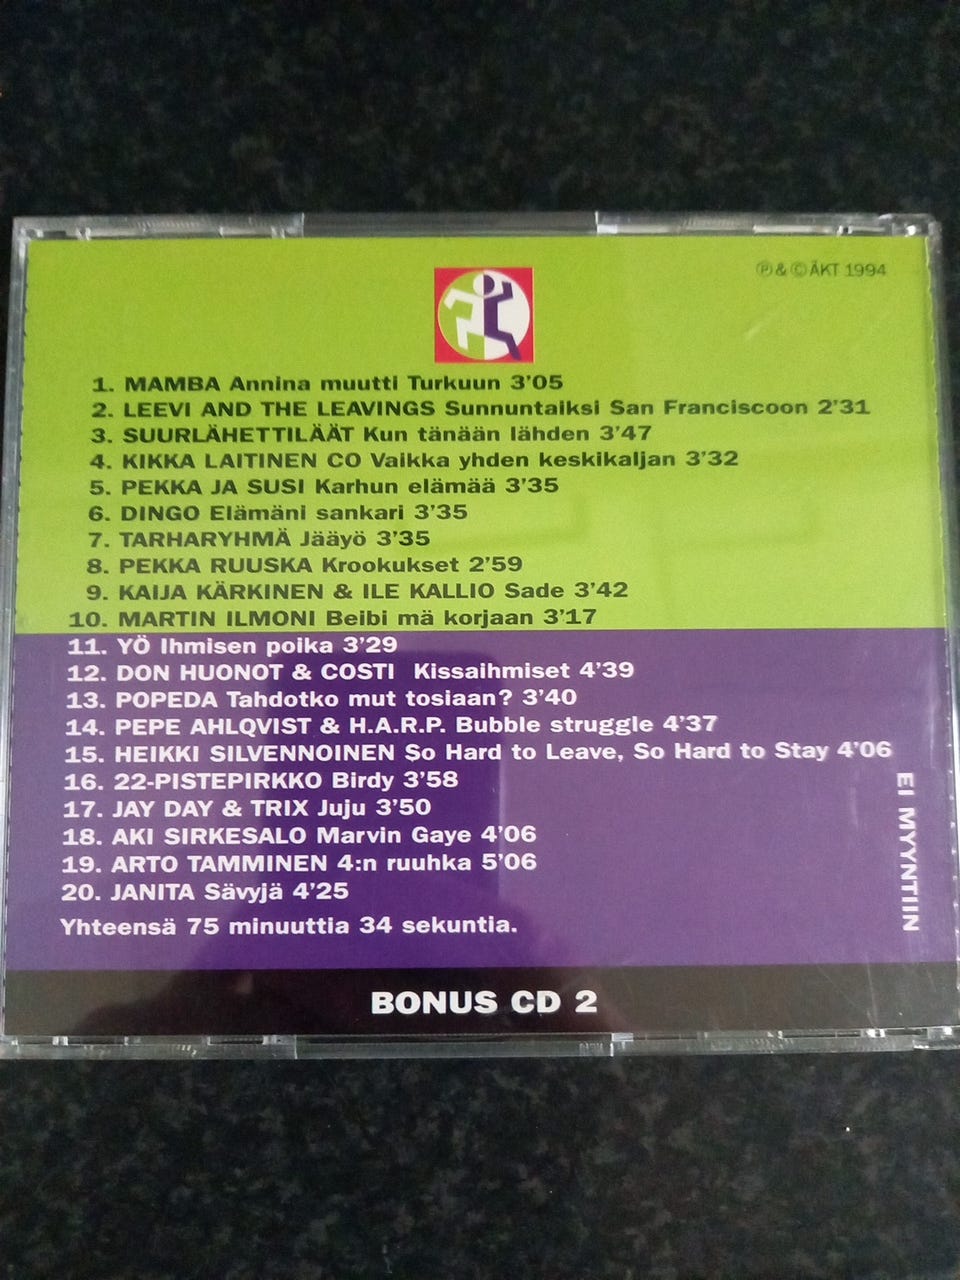 Ⓟ & © ÄKT 1994
1. MAMBA Annina muutti Turkuun 3'05
2. LEEVI AND THE LEAVINGS Sunnuntaiksi San Franciscoon 2'31
3. SUURLÄHETTILÄÄT Kun tänään lähden 3'47
4. KIKKA LAITINEN CO Vaikka yhden keskikaljan 3'32
5. PEKKA JA SUSI Karhun elämää 3'35
6. DINGO Elämäni sankari 3'35
7. TARHARYHMÄ Jääyö 3'35
8. PEKKA RUUSKA Krookukset 2'59
9. KAIJA KÄRKINEN & ILE KALLIO Sade 3'42
10. MARTIN ILMONI Beibi mä korjaan 3'17
11. YÖ Ihmisen poika 3'29
12. DON HUONOT & COSTI Kissaihmiset 4'39
13. POPEDA Tahdotko mut tosiaan? 3'40
14. PEPE AHLQVIST & H.A.R.P. Bubble struggle 4'37
15. HEIKKI SILVENNOINEN So Hard to Leave, So Hard to Stay 4'06
16. 22-PISTEPIRKKO Birdy 3'58
17. JAY DAY & TRIX Juju 3'50
18. AKI SIRKESALO Marvin Gaye 4'06
19. ARTO TAMMINEN 4:n ruuhka 5'06
20. JANITA Sävyjä 4'25
Yhteensä 75 minuuttia 34 sekuntia.
EI MYYNTIIN
BONUS CD 2